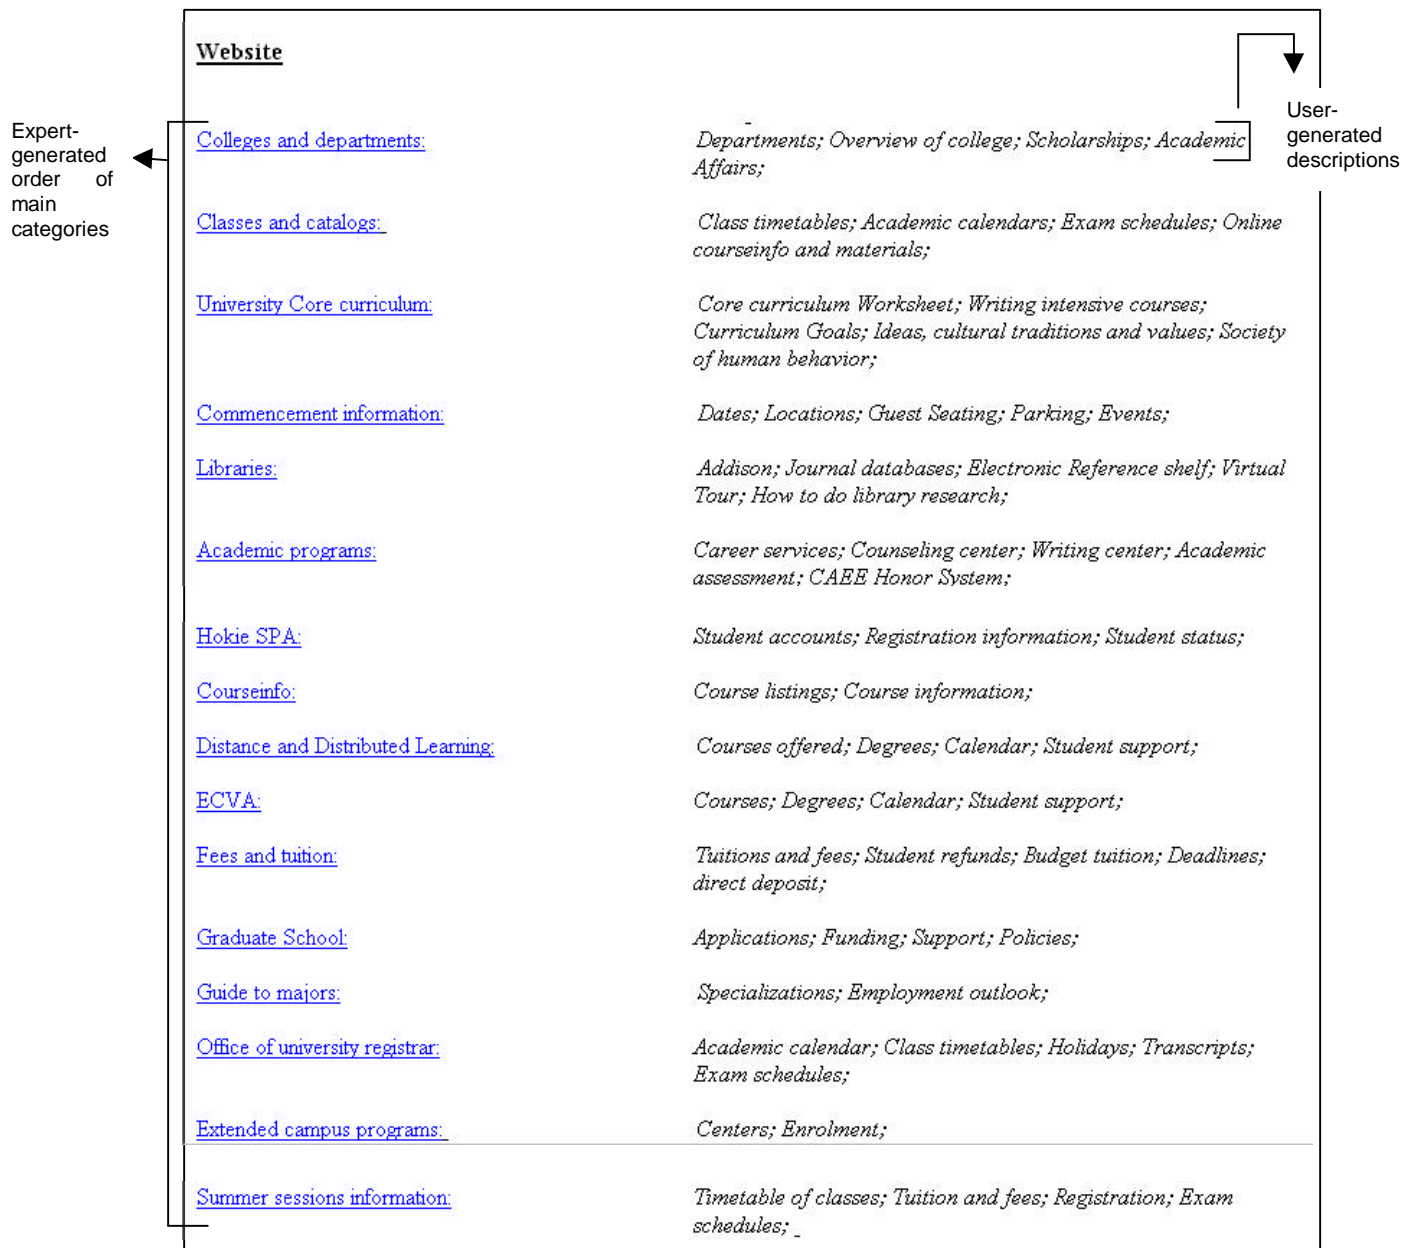 Website
Expert-
generated
order of
main
categories
User-
generated
descriptions
Colleges and departments:
Departments; Overview of college; Scholarships; Academic
Affairs;
Classes and catalogs:
Class timetables; Academic calendars; Exam schedules; Online
courseinfo and materials;
University Core curriculum:
Core curriculum Worksheet; Writing intensive courses;
Curriculum Goals; Ideas, cultural traditions and values; Society
of human behavior;
Commencement information:
Dates; Locations; Guest Seating; Parking; Events;
Libraries:
Addison; Journal databases; Electronic Reference shelf; Virtual
Tour; How to do library research;
Academic programs:
Career services; Counseling center; Writing center; Academic
assessment; CAEE Honor System;
Hokie SPA:
Student accounts; Registration information; Student status;
Courseinfo:
Course listings; Course information;
Distance and Distributed Learning:
Courses offered; Degrees; Calendar; Student support;
ECVA:
Courses; Degrees; Calendar; Student support;
Fees and tuition:
Tuitions and fees; Student refunds; Budget tuition; Deadlines;
direct deposit;
Graduate School:
Applications; Funding; Support; Policies;
Guide to majors:
Specializations; Employment outlook;
Office of university registrar:
Academic calendar; Class timetables; Holidays; Transcripts;
Exam schedules;
Extended campus programs:
Centers; Enrolment;
Summer sessions information:
Timetable of classes; Tuition and fees; Registration; Exam
schedules;